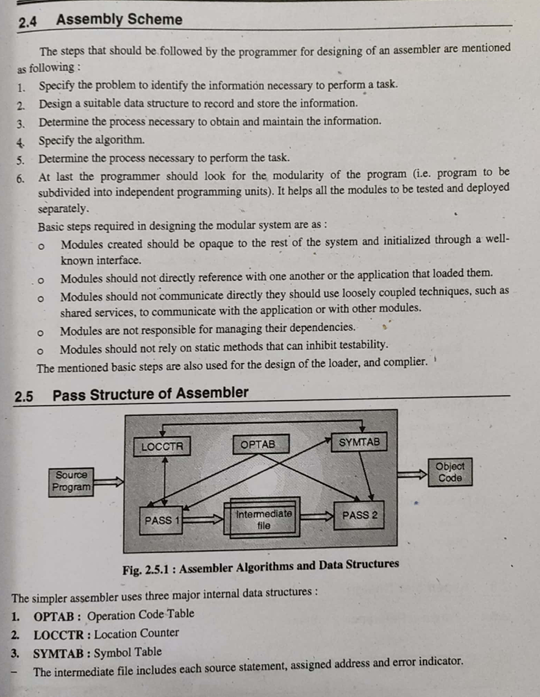 2.4 Assembly Scheme
The steps that should be followed by the programmer for designing of an assembler are mentioned
as following :
1. Specify the problem to identify the information necessary to perform a task.
2. Design a suitable data structure to record and store the information.
3. Determine the process necessary to obtain and maintain the information.
4. Specify the algorithm.
5. Determine the process necessary to perform the task.
6. At last the programmer should look for the modularity of the program (i.e. program to be
subdivided into independent programming units). It helps all the modules to be tested and deployed
separately.
Basic steps required in designing the modular system are as :
o Modules created should be opaque to the rest of the system and initialized through a well-
known interface.
o Modules should not directly reference with one another or the application that loaded them.
o Modules should not communicate directly they should use loosely coupled techniques, such as
shared services, to communicate with the application or with other modules.
o Modules are not responsible for managing their dependencies.
o Modules should not rely on static methods that can inhibit testability.
The mentioned basic steps are also used for the design of the loader, and complier.
2.5 Pass Structure of Assembler
LOCCTR
OPTAB
SYMTAB
Source
Program
Object
Code
PASS 1
Intermediate
file
PASS 2
Fig. 2.5.1 : Assembler Algorithms and Data Structures
The simpler assembler uses three major internal data structures :
1. OPTAB : Operation Code Table
2. LOCCTR : Location Counter
3. SYMTAB : Symbol Table
– The intermediate file includes each source statement, assigned address and error indicator.